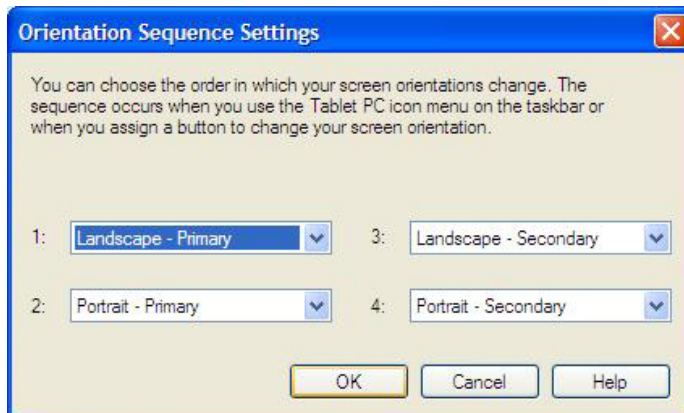 Orientation Sequence Settings
You can choose the order in which your screen orientations change. The
sequence occurs when you use the Tablet PC icon menu on the taskbar or
when you assign a button to change your screen orientation.
1: Landscape - Primary 3: Landscape - Secondary
2: Portrait - Primary 4: Portrait - Secondary
OK Cancel Help